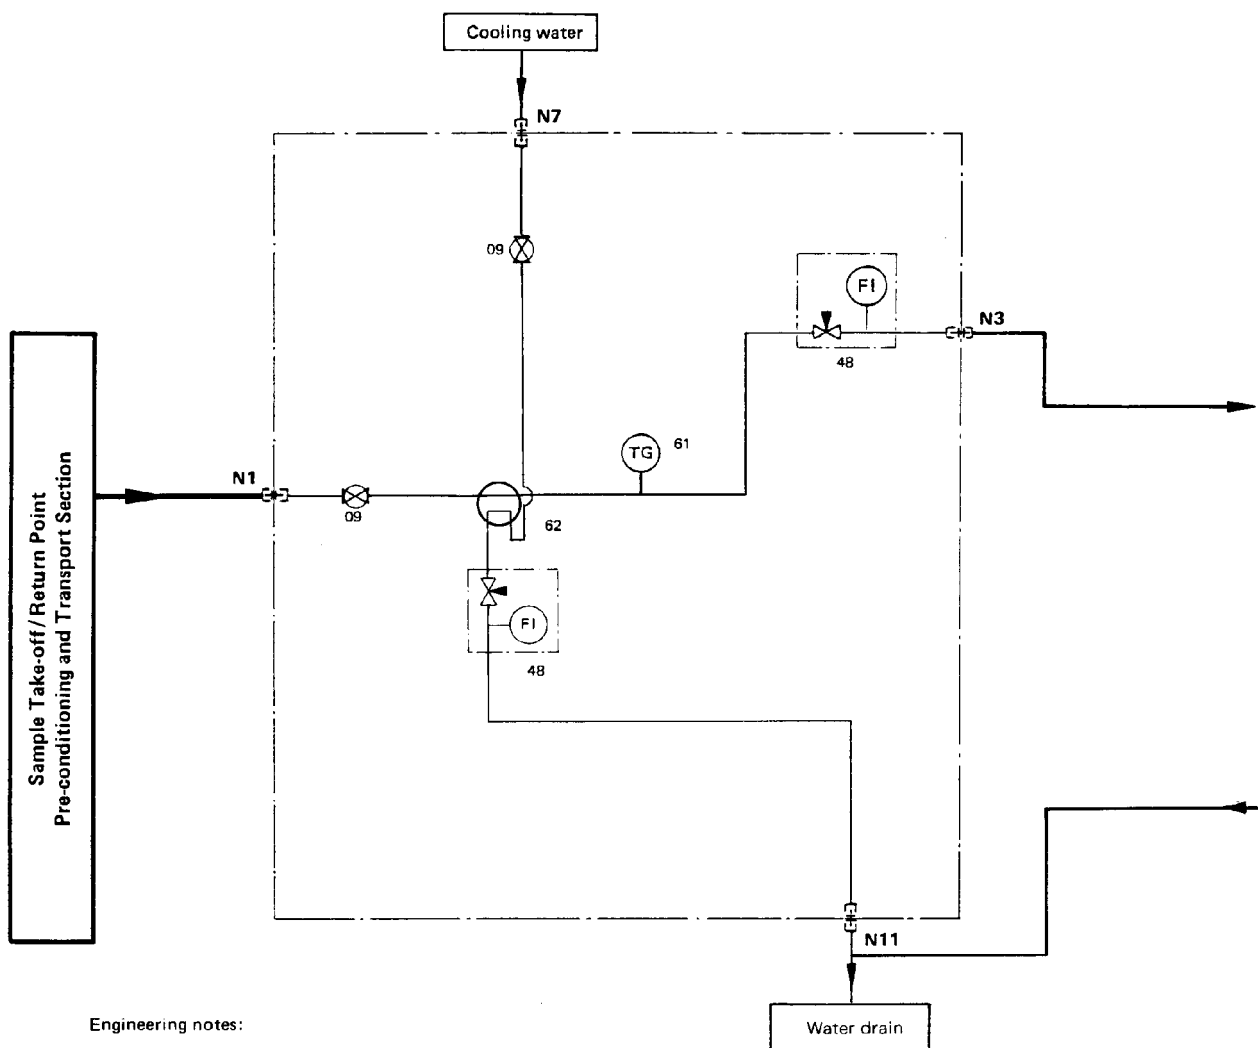 Cooling water
N7
09
FI
N3
48
TG
61
N1
09
62
FI
48
Sample Take-off/Return Point
Pre-conditioning and Transport Section
N11
Engineering notes:
Water drain